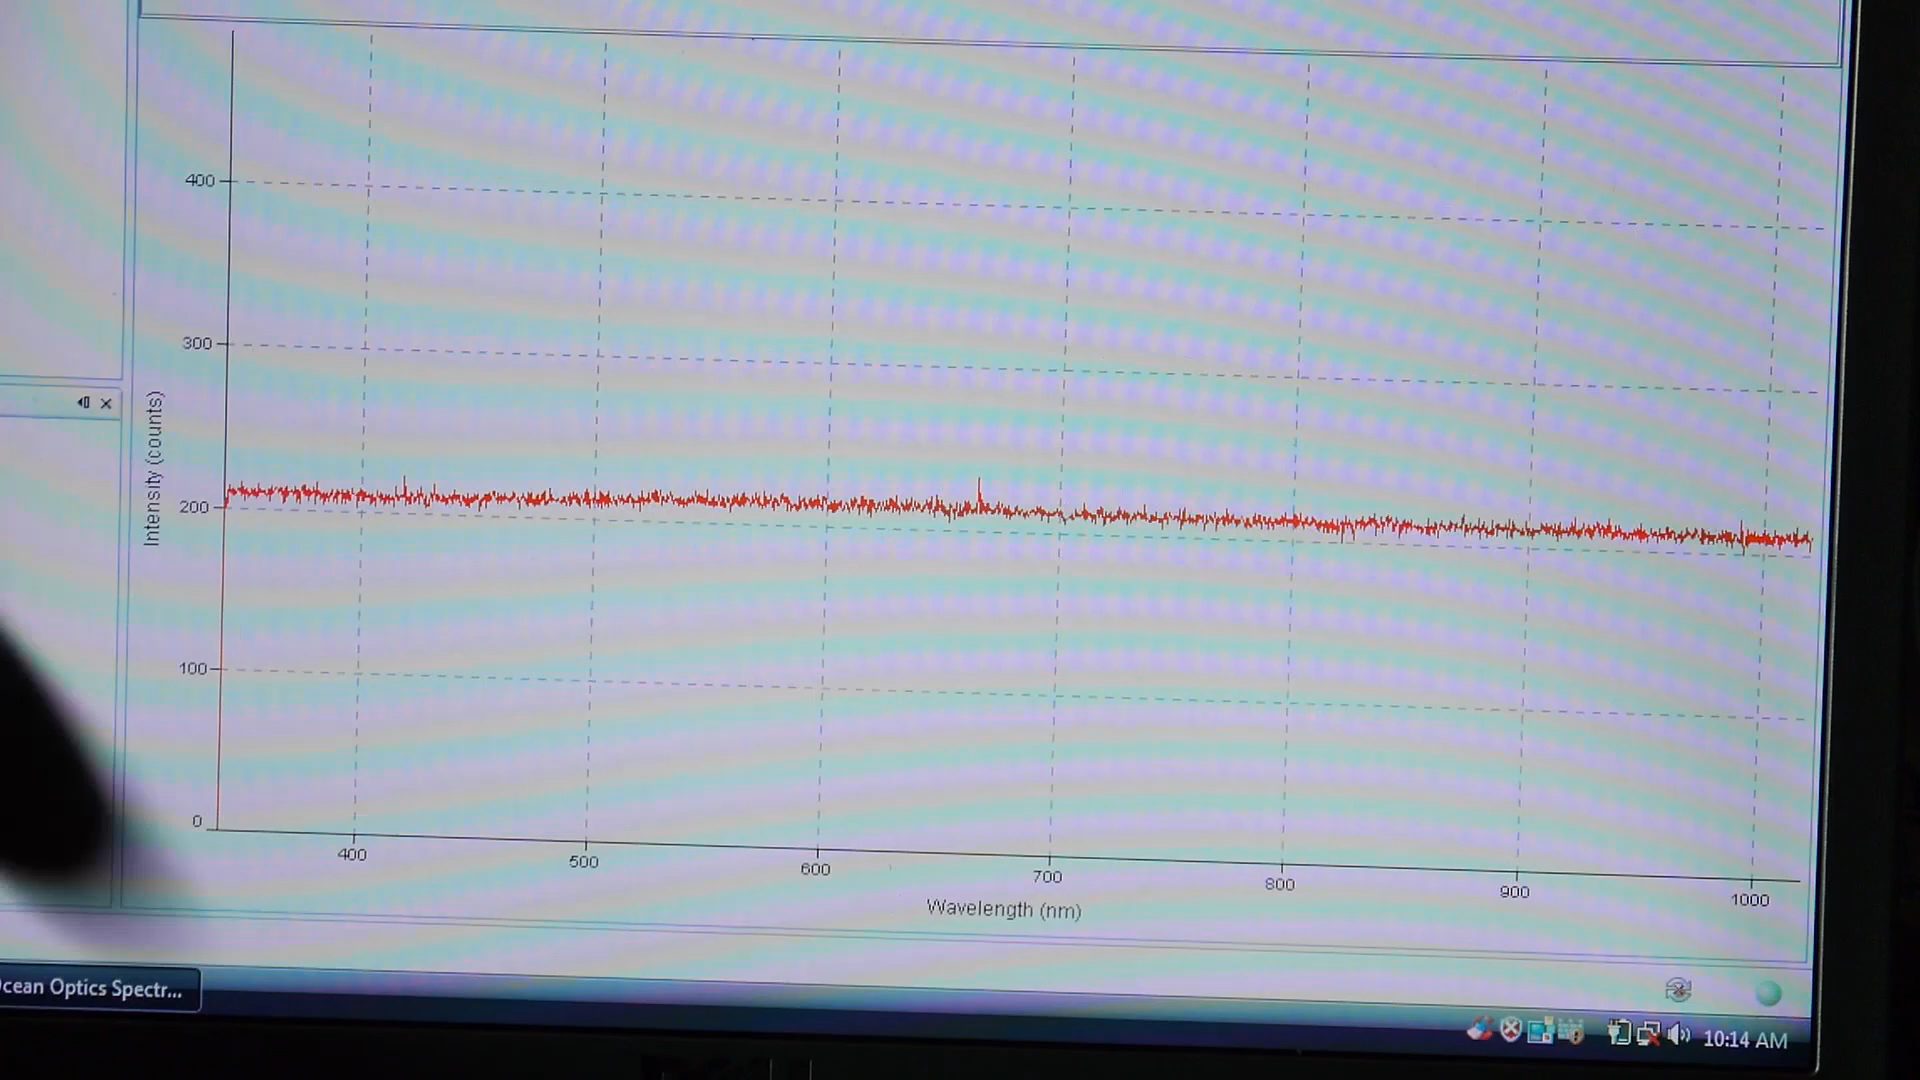 400
300
200
100
0
Intensity (counts)
400 500 600 700 800 900 1000
Wavelength (nm)
cean Optics Spectr...
10:14 AM